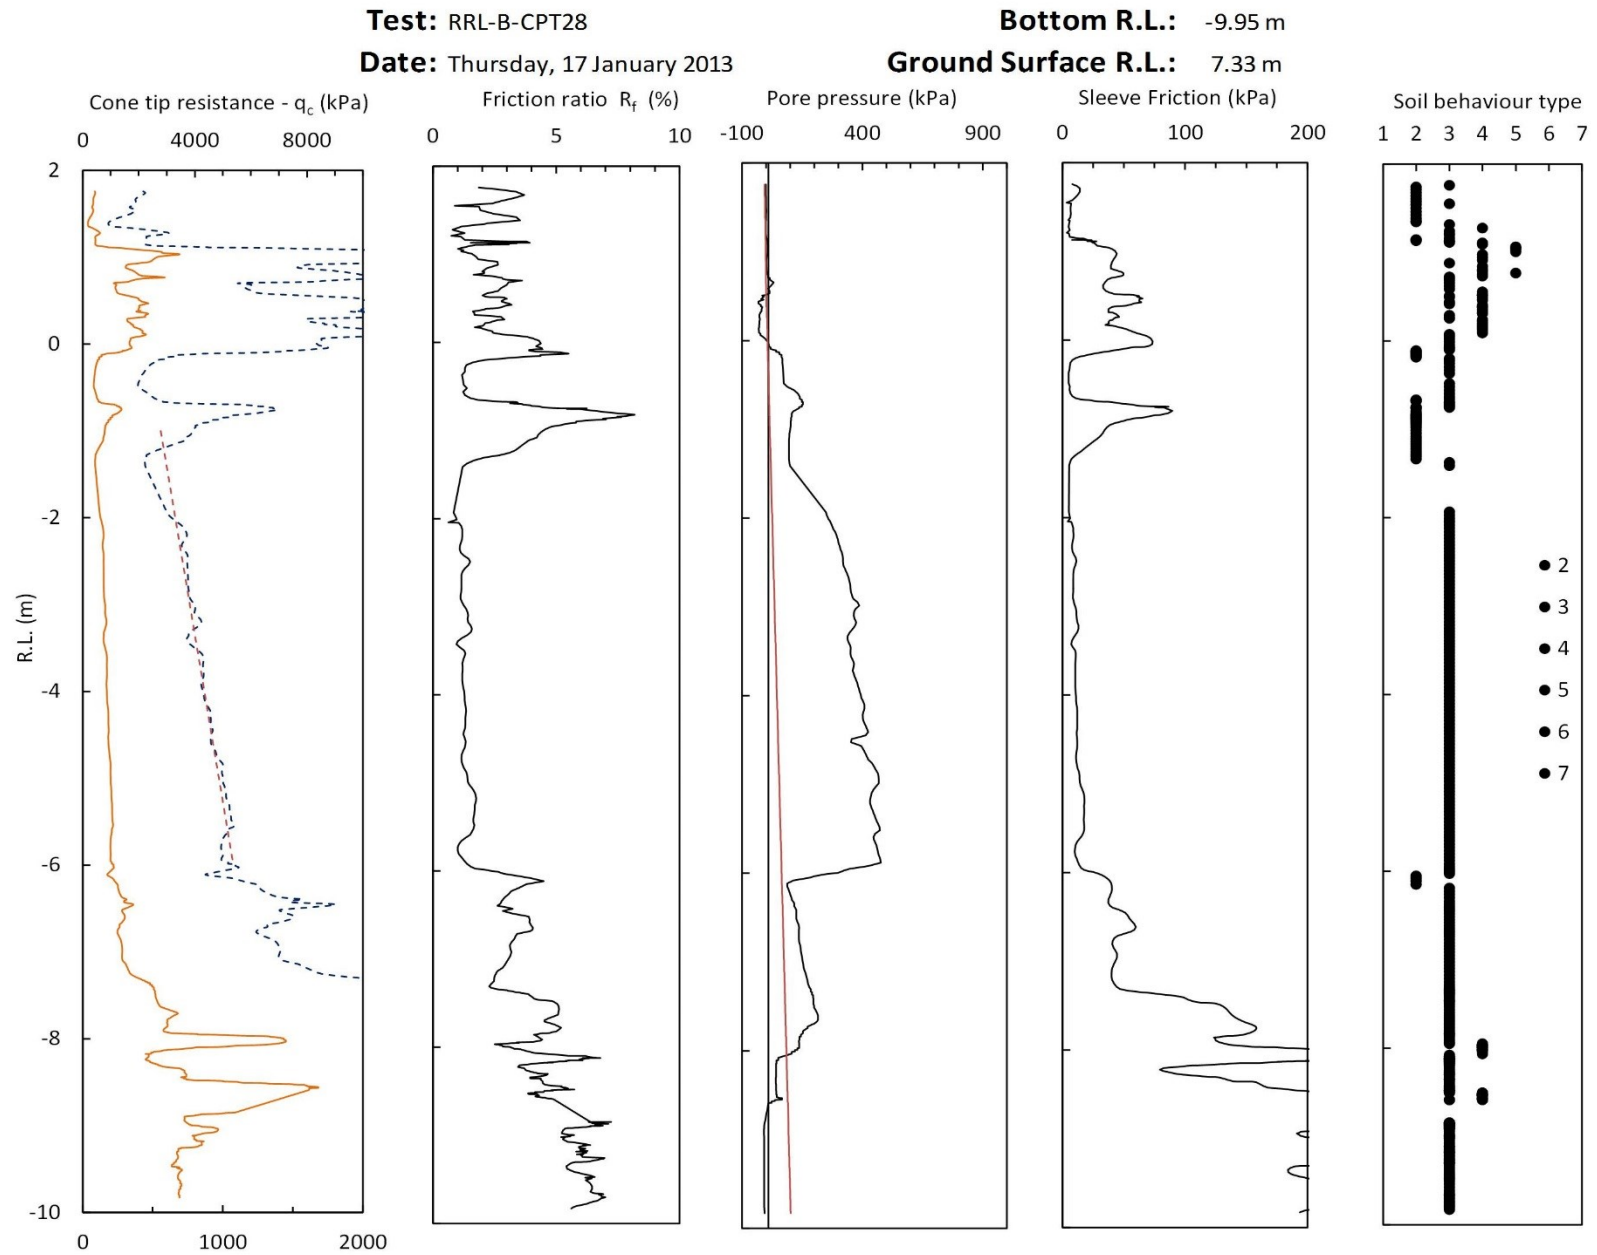 Test: RRL-B-CPT28 Bottom R.L.: -9.95 m
Date: Thursday, 17 January 2013 Ground Surface R.L.: 7.33 m
Cone tip resistance - qc (kPa) Friction ratio Rf (%) Pore pressure (kPa) Sleeve Friction (kPa) Soil behaviour type
0 4000 8000 0 5 10 -100 400 900 0 100 200 1 2 3 4 5 6 7
2
0
-2
2
3
R.L. (m)
4
-4
5
6
7
-6
-8
-10
0 1000 2000